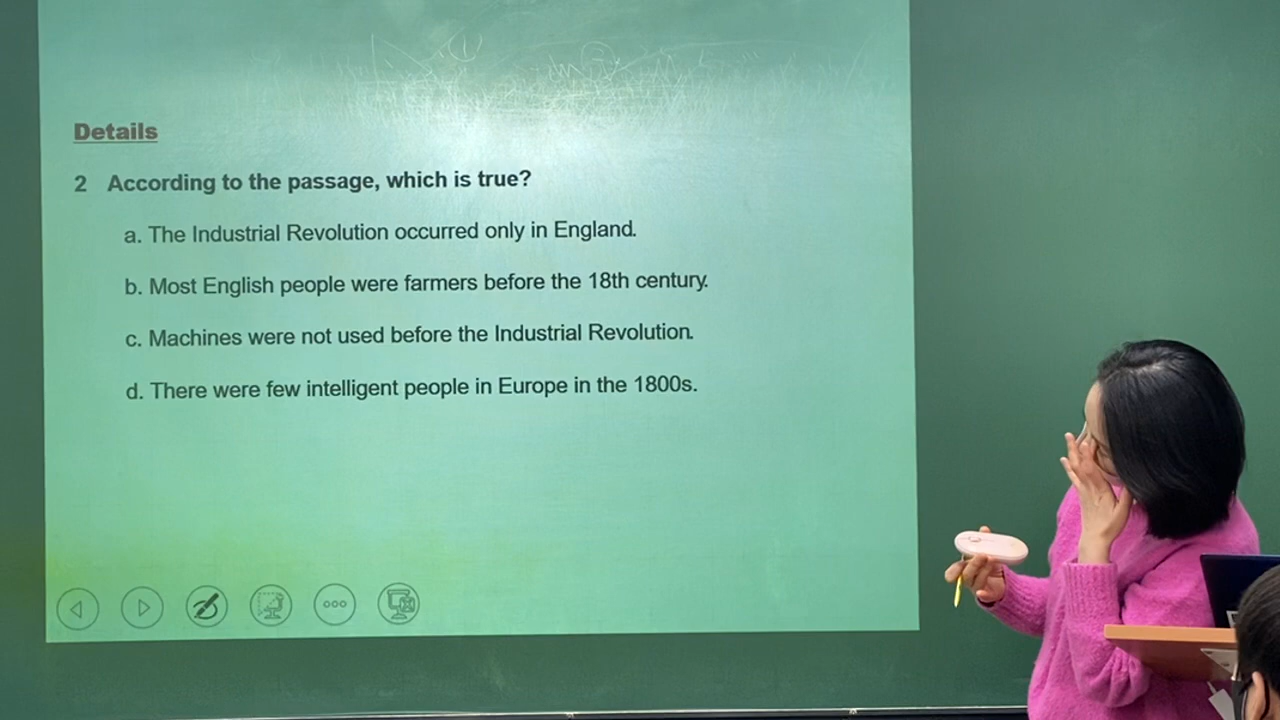 Details
2 According to the passage, which is true?
a. The Industrial Revolution occurred only in England.
b. Most English people were farmers before the 18th century.
c. Machines were not used before the Industrial Revolution.
d. There were few intelligent people in Europe in the 1800s.